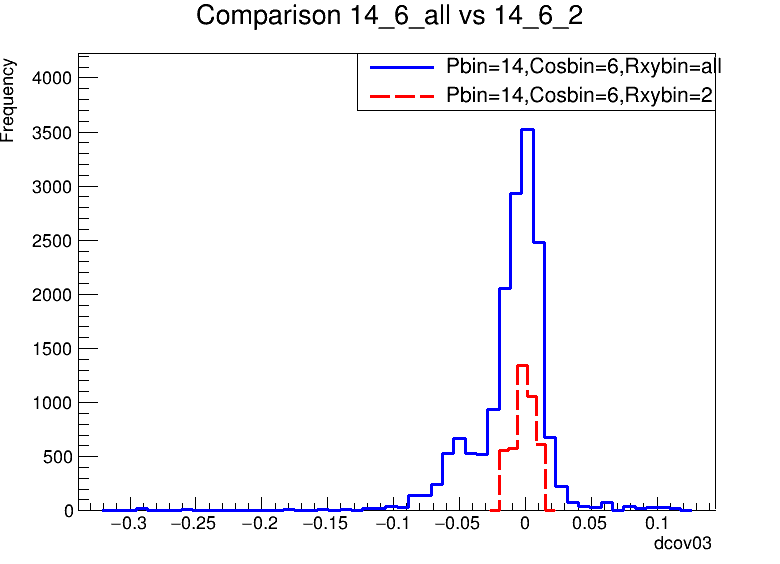 Comparison 14_6_all vs 14_6_2
Frequency
Pbin=14,Cosbin=6,Rxybin=all
Pbin=14,Cosbin=6,Rxybin=2
4000
3500
3000
2500
2000
1500
1000
500
0
−0.3 −0.25 −0.2 −0.15 −0.1 −0.05 0 0.05 0.1
dcov03